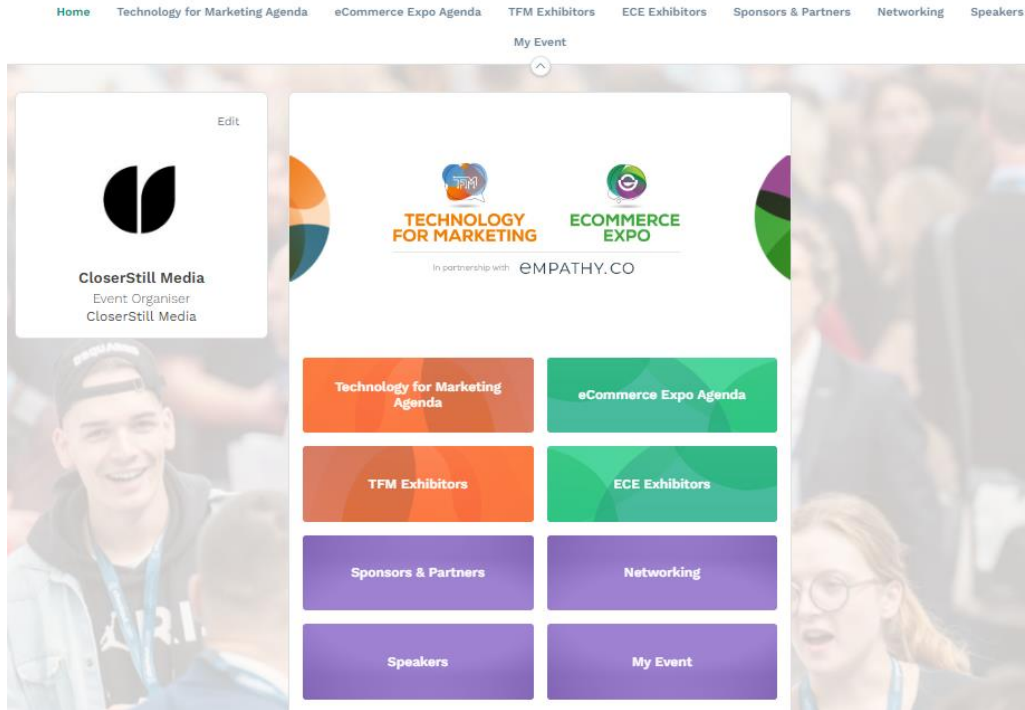 Home Technology for Marketing Agenda eCommerce Expo Agenda TFM Exhibitors ECE Exhibitors Sponsors & Partners Networking Speakers
My Event
Edit
CloserStill Media
Event Organiser
CloserStill Media
TFM
TECHNOLOGY
FOR MARKETING
ECOMMERCE
EXPO
in partnership with EMPATHY.CO
Technology for Marketing
Agenda
eCommerce Expo Agenda
TFM Exhibitors
ECE Exhibitors
Sponsors & Partners
Networking
Speakers
My Event